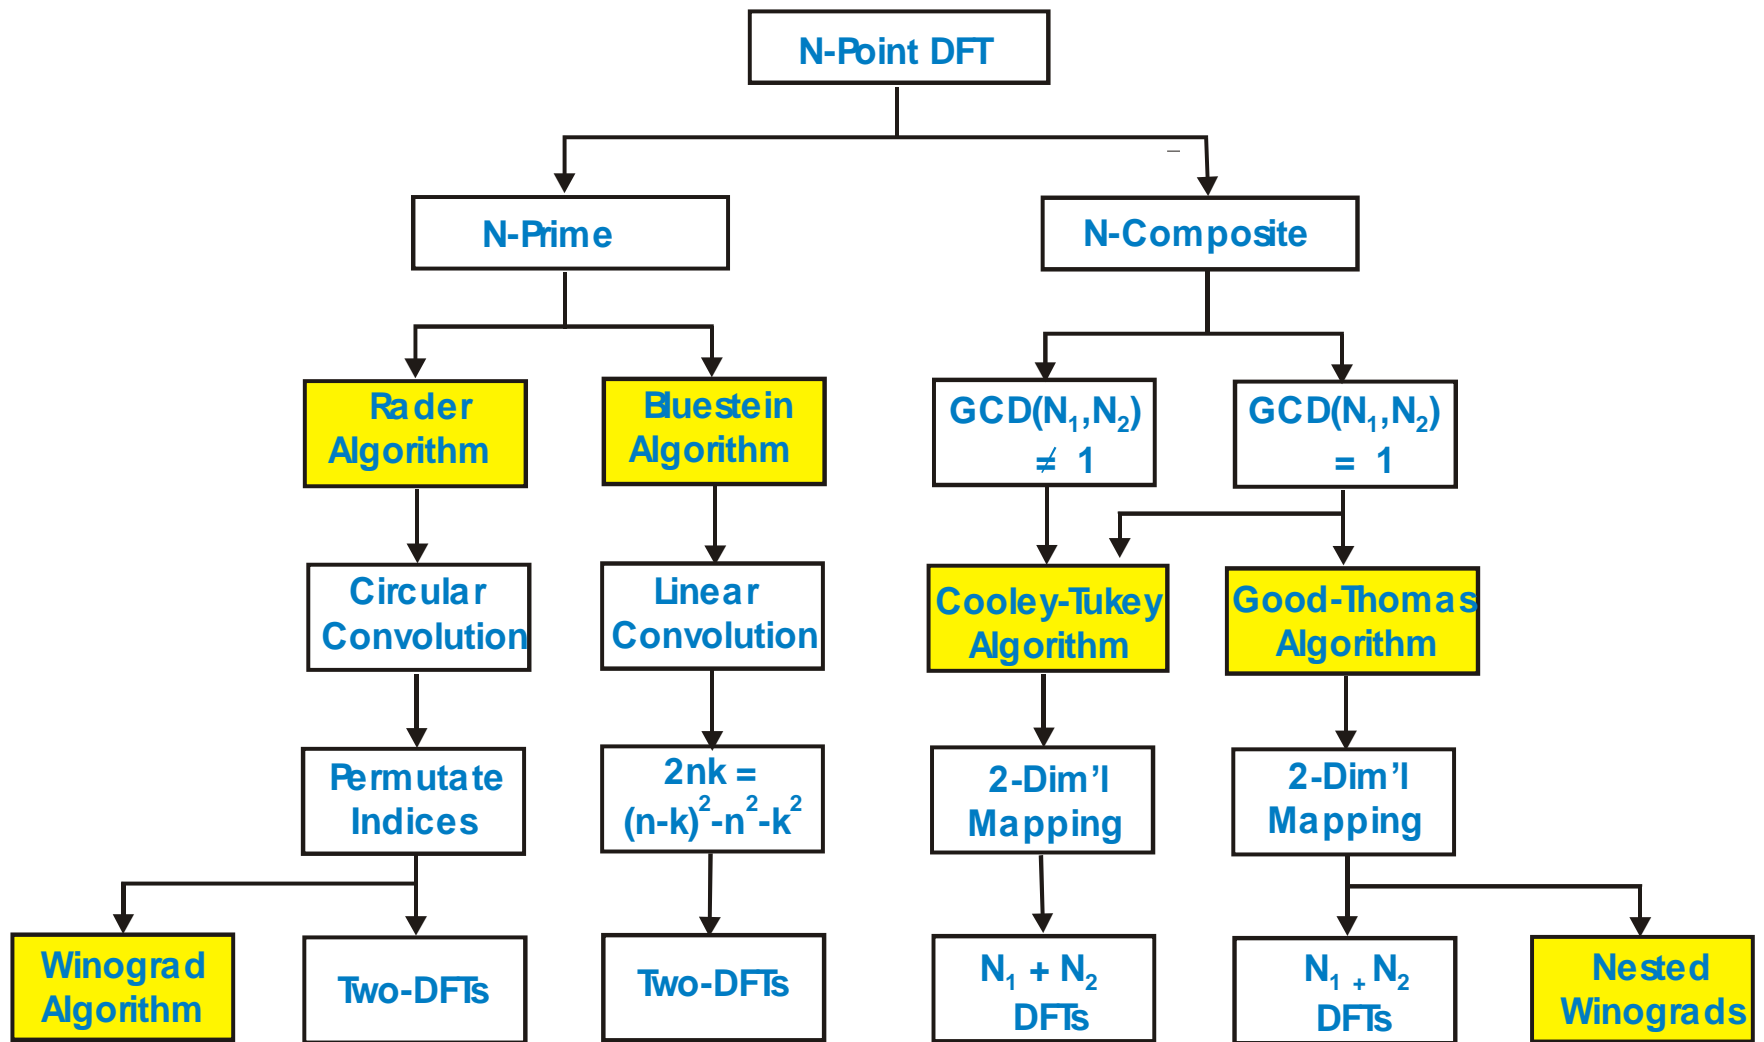 N-Point DFT
N-Prime
N-Composite
Rader
Algorithm
Bluestein
Algorithm
GCD(N₁,N₂)
≠ 1
GCD(N₁,N₂)
= 1
Circular
Convolution
Linear
Convolution
Cooley-Tukey
Algorithm
Good-Thomas
Algorithm
Permutate
Indices
2nk =
(n-k)²-n²-k²
2-Dim'l
Mapping
2-Dim'l
Mapping
Winograd
Algorithm
Two-DFTs
Two-DFTs
N₁ + N₂
DFTs
N₁ + N₂
DFTs
Nested
Winograds